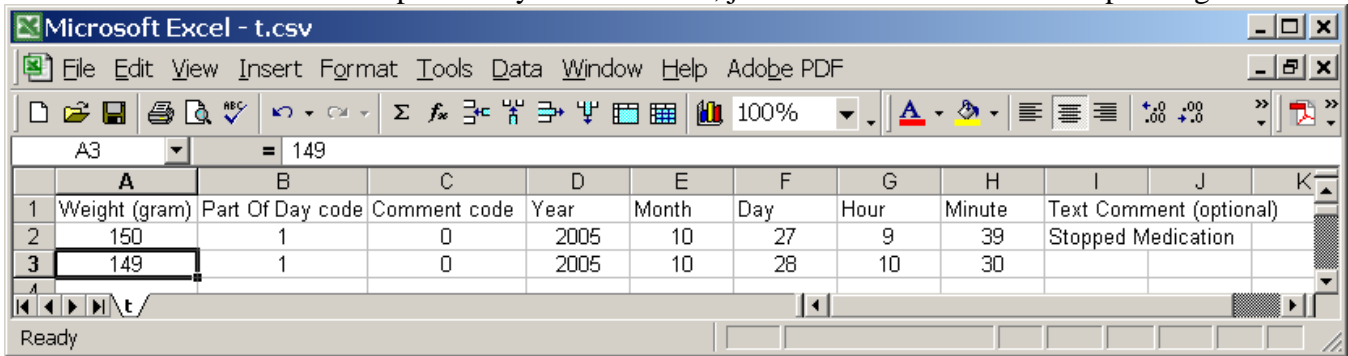 Microsoft Excel - t.csv
File Edit View Insert Format Tools Data Window Help Adobe PDF
ABC Σ fx 100% A
A3 = 149
A B C D E F G H I J K
1 Weight (gram) Part Of Day code Comment code Year Month Day Hour Minute Text Comment (optional)
2 150 1 0 2005 10 27 9 39 Stopped Medication
3 149 1 0 2005 10 28 10 30
t
Ready